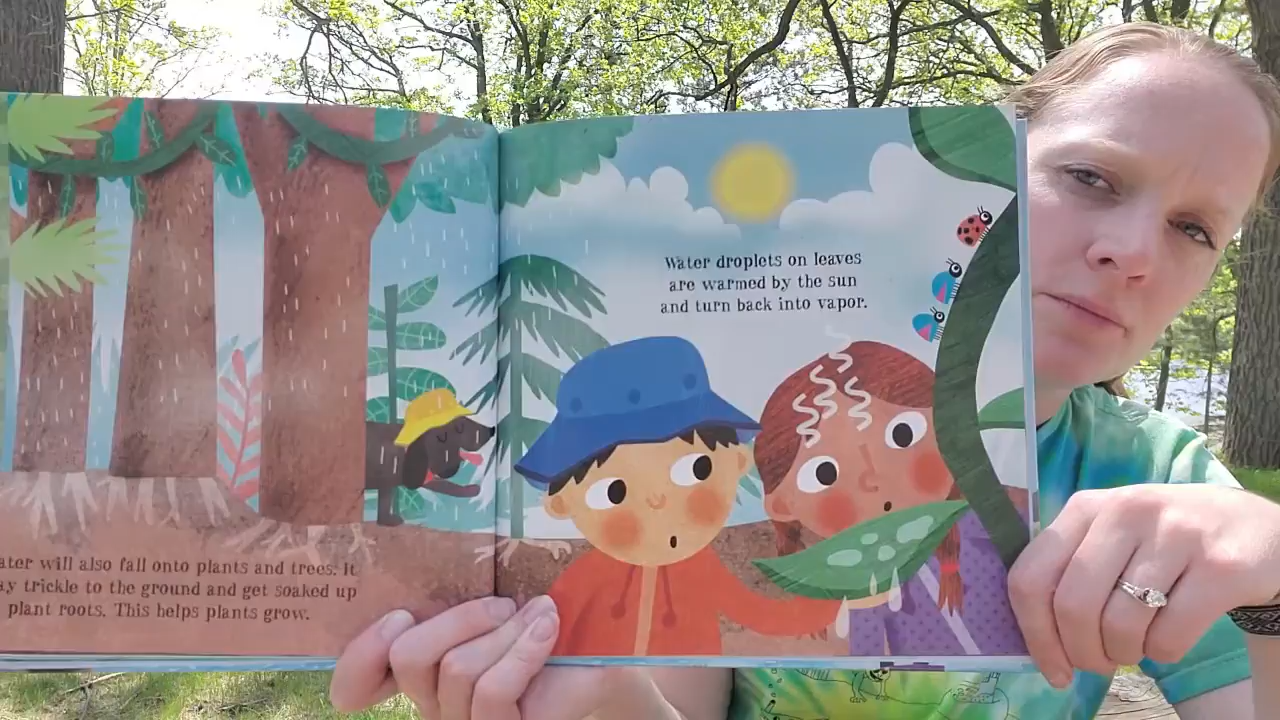 will also fall onto plants and trees. It
trickle to the ground and get soaked up
plant roots. This helps plants grow.
Water droplets on leaves
are warmed by the sun
and turn back into vapor.